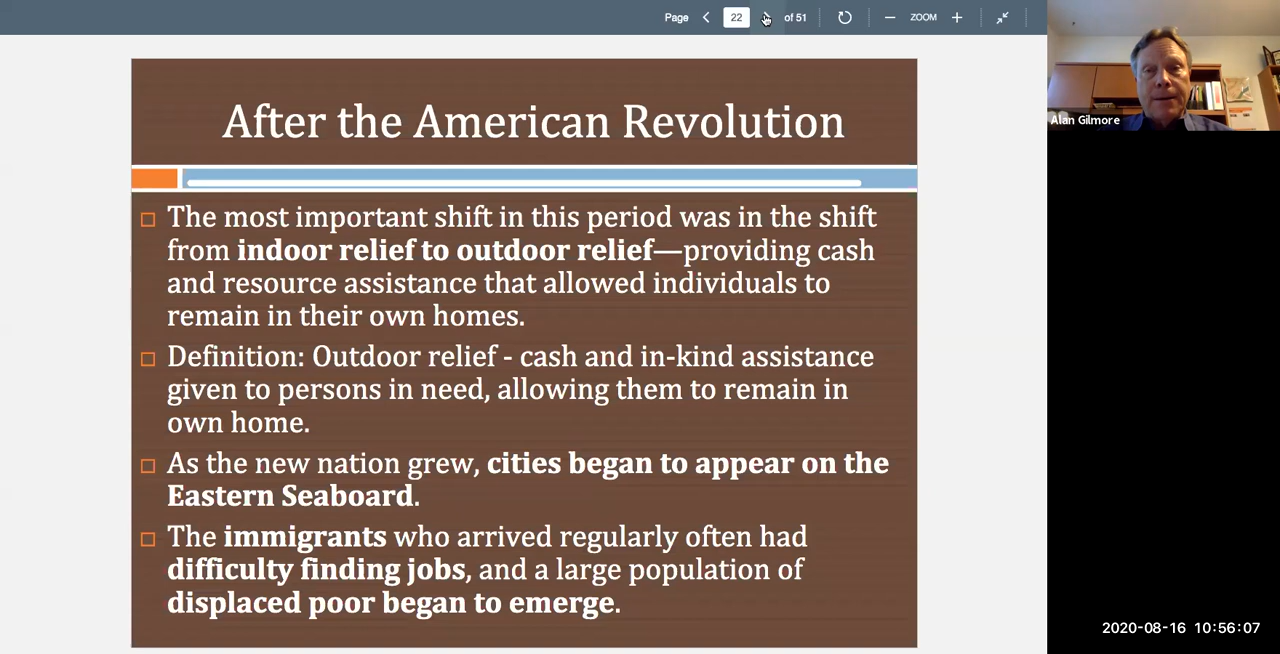 Page 22 of 51 ZOOM
Alan Gilmore
After the American Revolution
The most important shift in this period was in the shift
from indoor relief to outdoor relief—providing cash
and resource assistance that allowed individuals to
remain in their own homes.
Definition: Outdoor relief - cash and in-kind assistance
given to persons in need, allowing them to remain in
own home.
As the new nation grew, cities began to appear on the
Eastern Seaboard.
The immigrants who arrived regularly often had
difficulty finding jobs, and a large population of
displaced poor began to emerge.
2020-08-16 10:56:07